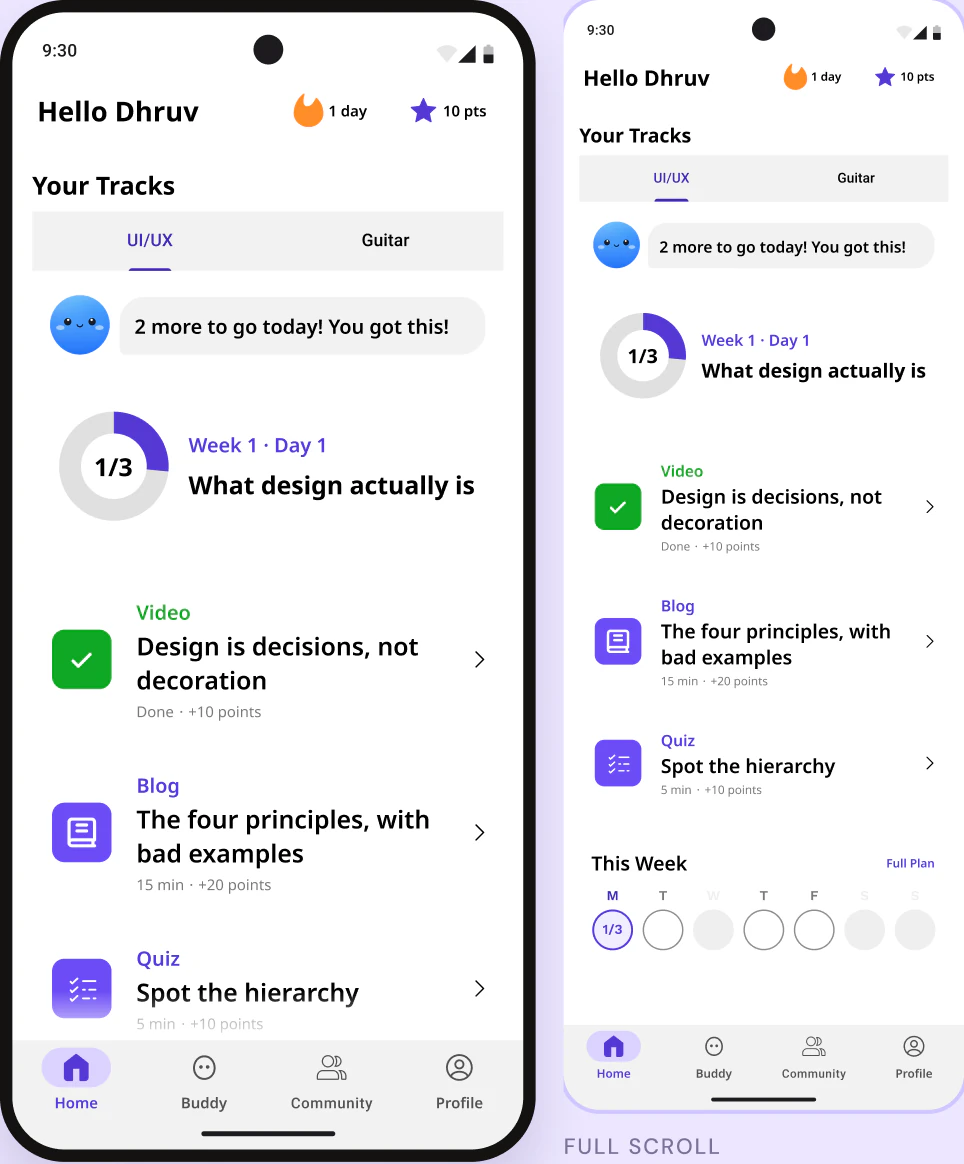 9:30
Hello Dhruv
1 day
10 pts
Your Tracks
UI/UX
Guitar
2 more to go today! You got this!
1/3
Week 1 · Day 1
What design actually is
Video
Design is decisions, not
decoration
Done · +10 points
Blog
The four principles, with
bad examples
15 min · +20 points
Quiz
Spot the hierarchy
5 min · +10 points
Home
Buddy
Community
Profile
9:30
Hello Dhruv
1 day
10 pts
Your Tracks
UI/UX
Guitar
2 more to go today! You got this!
1/3
Week 1 · Day 1
What design actually is
Video
Design is decisions, not
decoration
Done · +10 points
Blog
The four principles, with
bad examples
15 min · +20 points
Quiz
Spot the hierarchy
5 min · +10 points
This Week
Full Plan
M T W T F S S
1/3
Home
Buddy
Community
Profile
FULL SCROLL